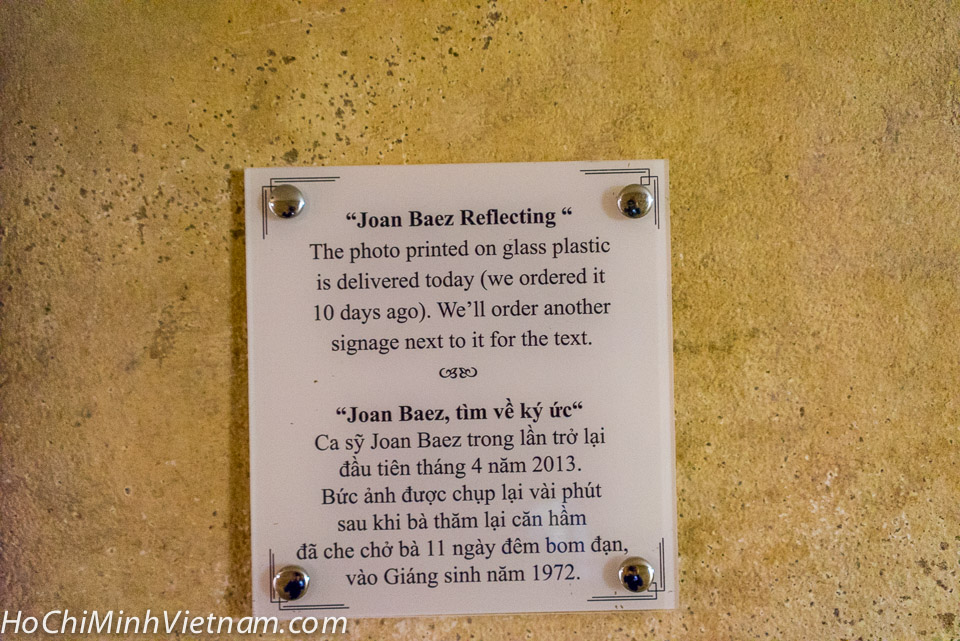 “Joan Baez Reflecting “
The photo printed on glass plastic
is delivered today (we ordered it
10 days ago). We’ll order another
signage next to it for the text.
“Joan Baez, tìm về ký ức“
Ca sỹ Joan Baez trong lần trở lại
đầu tiên tháng 4 năm 2013.
Bức ảnh được chụp lại vài phút
sau khi bà thăm lại căn hầm
đã che chở bà 11 ngày đêm bom đạn,
vào Giáng sinh năm 1972.
HoChiMinhVietnam.com